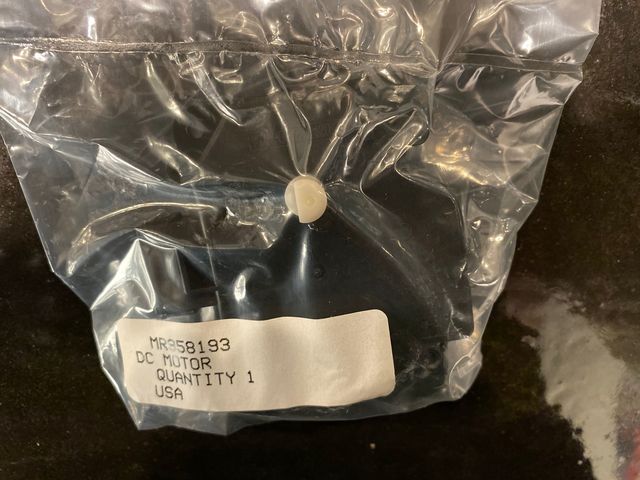 MR958193
DC MOTOR
QUANTITY 1
USA